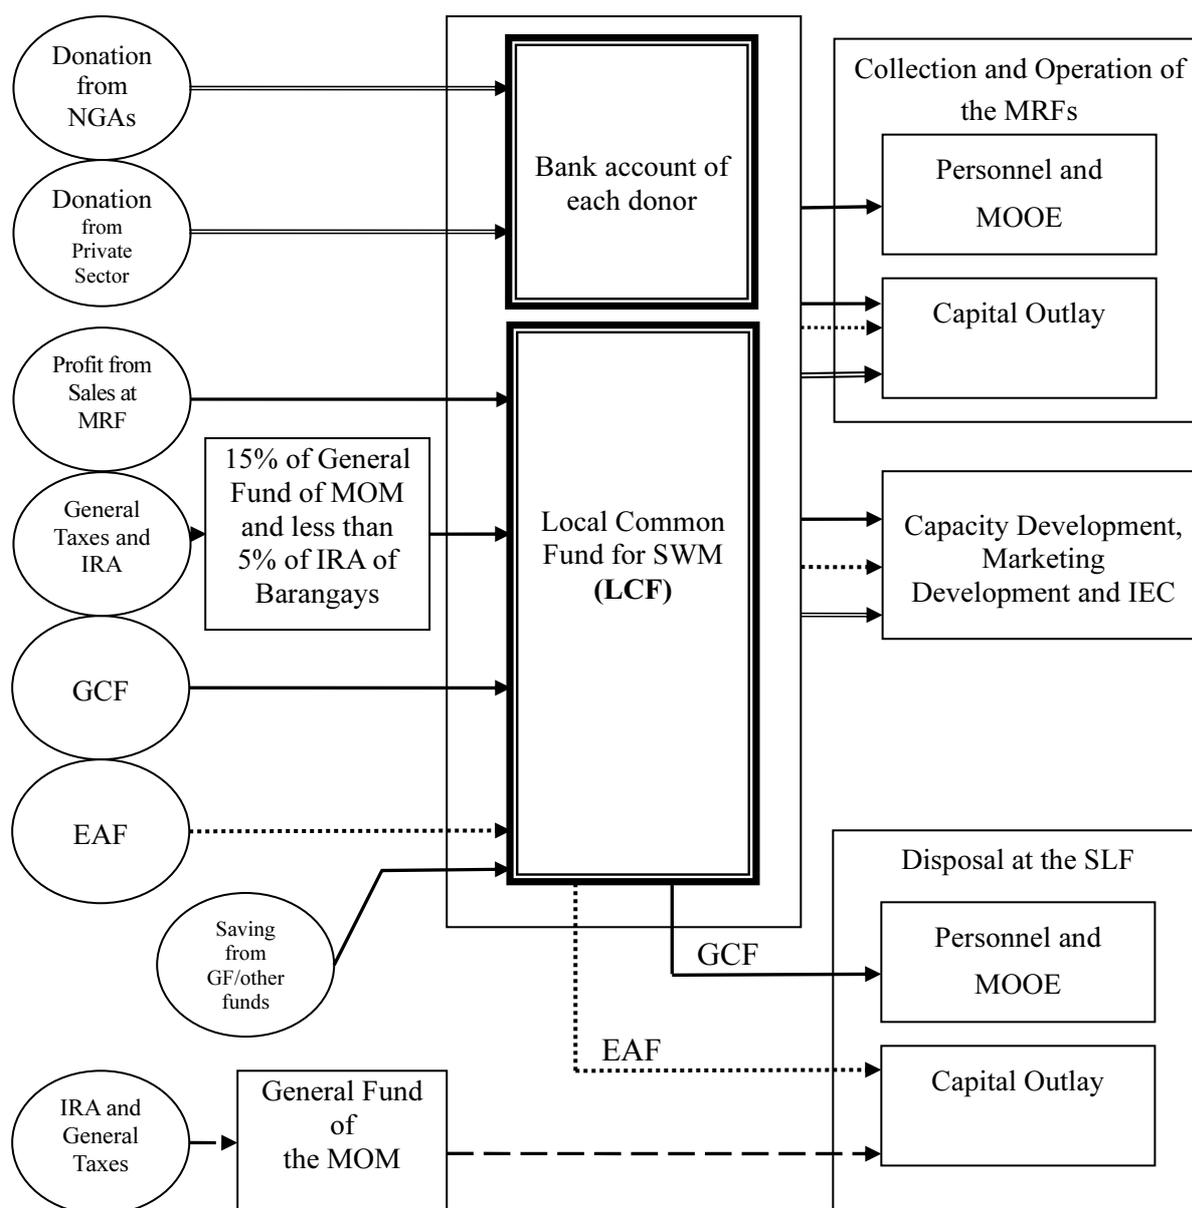 Donation
from
NGAs
Donation
from
Private
Sector
Profit from
Sales at
MRF
General
Taxes and
IRA
15% of General
Fund of MOM
and less than
5% of IRA of
Barangays
GCF
EAF
Saving
from
GF/other
funds
IRA and
General
Taxes
General Fund
of
the MOM
Bank account of
each donor
Local Common
Fund for SWM
(LCF)
GCF
EAF
Collection and Operation of
the MRFs
Personnel and
MOOE
Capital Outlay
Capacity Development,
Marketing
Development and IEC
Disposal at the SLF
Personnel and
MOOE
Capital Outlay